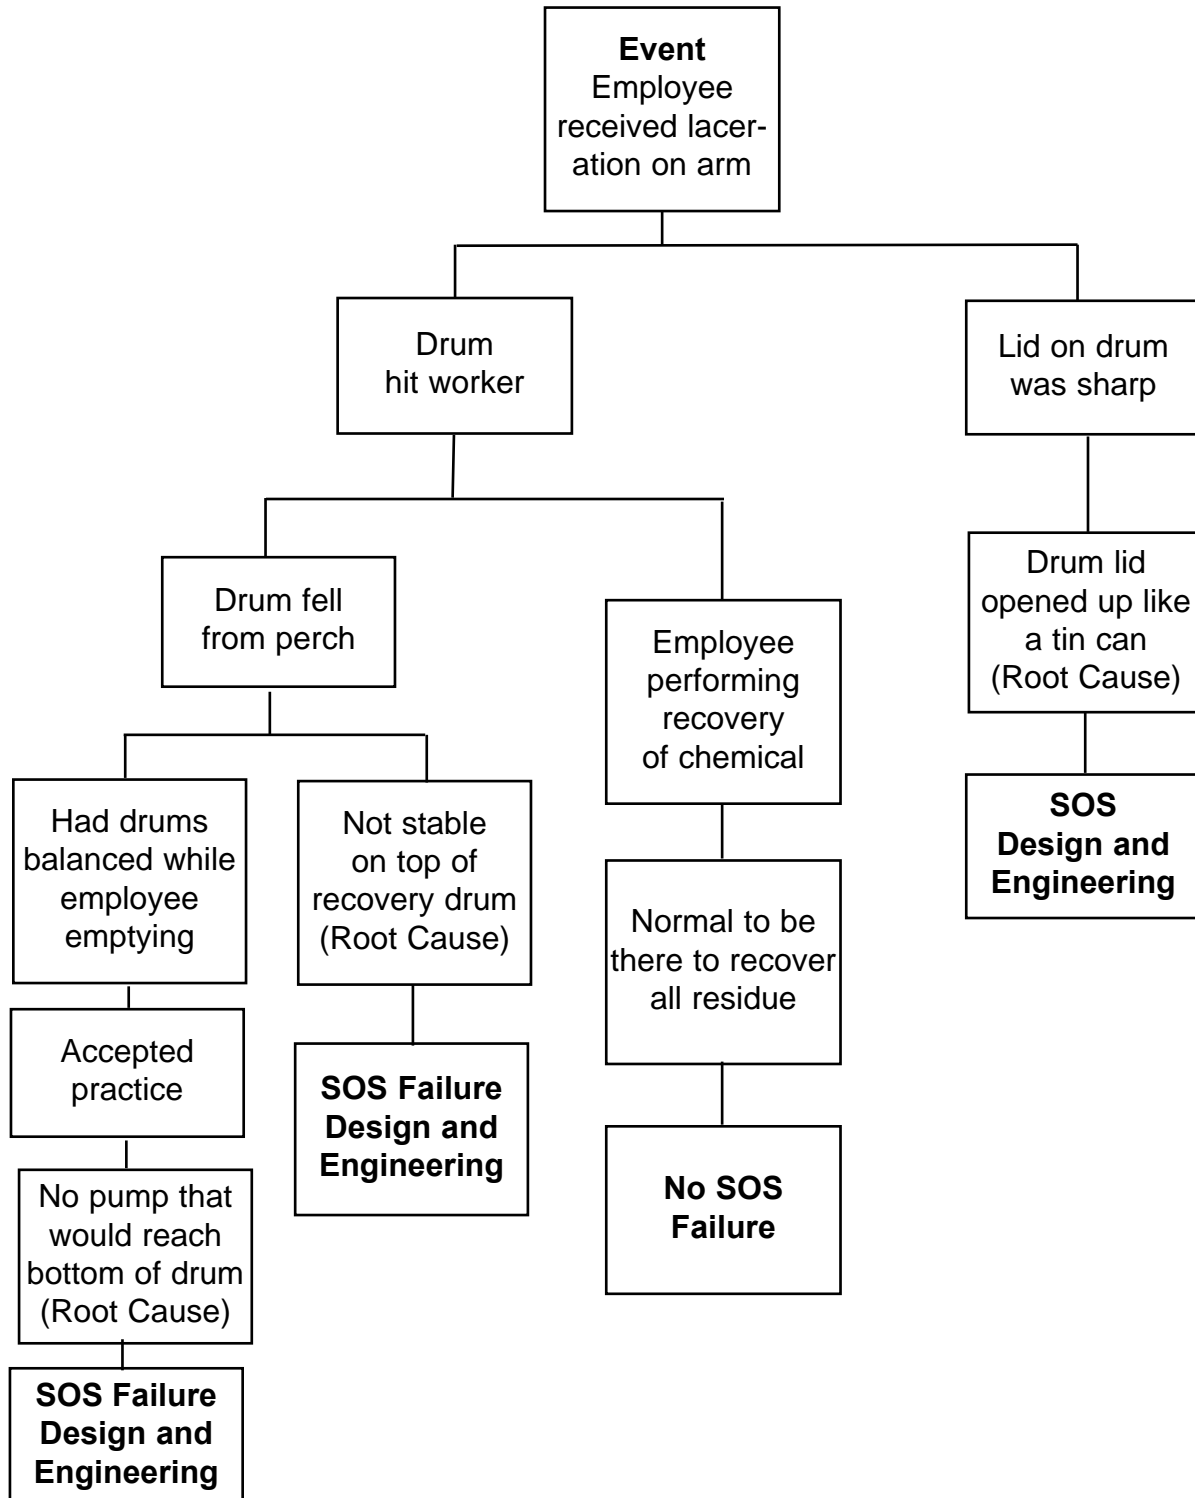 Event
Employee
received lacer-
ation on arm
Drum
hit worker
Lid on drum
was sharp
Drum fell
from perch
Employee
performing
recovery
of chemical
Drum lid
opened up like
a tin can
(Root Cause)
Had drums
balanced while
employee
emptying
Not stable
on top of
recovery drum
(Root Cause)
Normal to be
there to recover
all residue
SOS
Design and
Engineering
Accepted
practice
SOS Failure
Design and
Engineering
No SOS
Failure
No pump that
would reach
bottom of drum
(Root Cause)
SOS Failure
Design and
Engineering